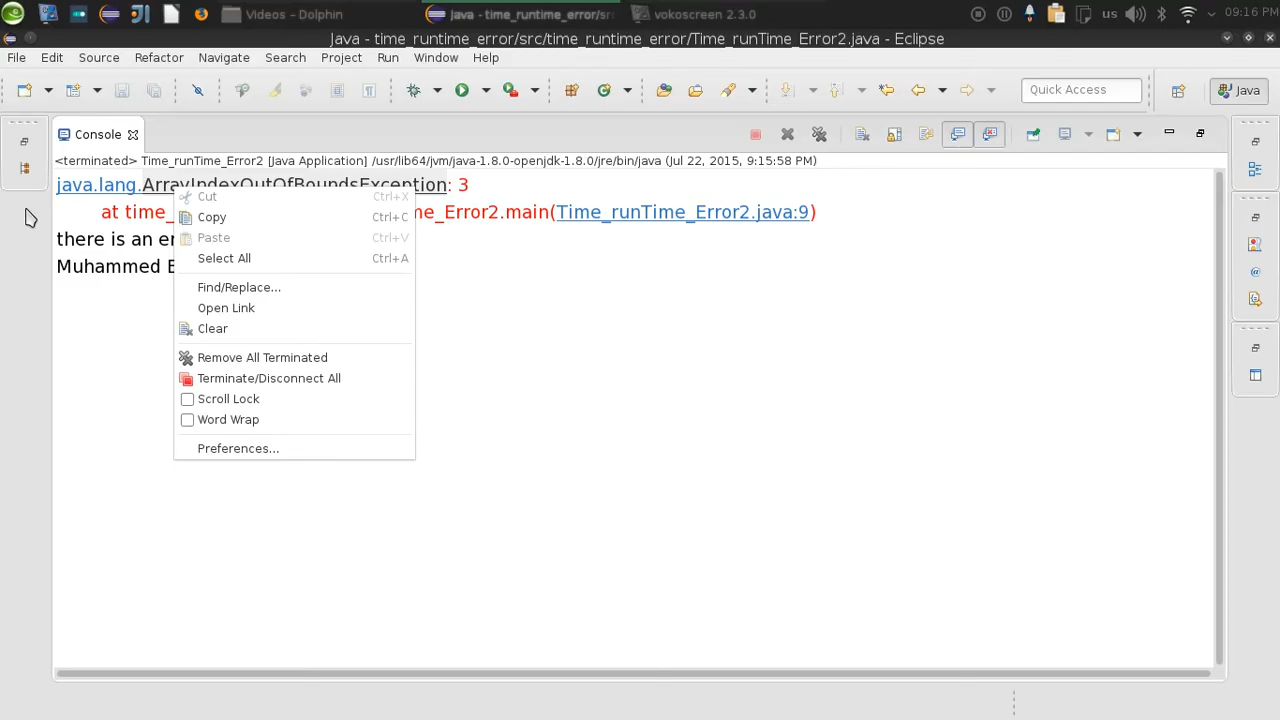 Videos – Dolphin
java - time_runtime_error/sr
vokoscreen 2.3.0
us
09:16 PM
Java - time_runtime_error/src/time_runtime_error/Time_runTime_Error2.java - Eclipse
File Edit Source Refactor Navigate Search Project Run Window Help
Quick Access
Java
Console
<terminated> Time_runTime_Error2 [Java Application] /usr/lib64/jvm/java-1.8.0-openjdk-1.8.0/jre/bin/java (Jul 22, 2015, 9:15:58 PM)
java.lang.ArrayIndexOutOfBoundsException: 3
at time_ me_Error2.main(Time_runTime_Error2.java:9)
there is an er
Muhammed E
Cut Ctrl+X
Copy Ctrl+C
Paste Ctrl+V
Select All Ctrl+A
Find/Replace...
Open Link
Clear
Remove All Terminated
Terminate/Disconnect All
Scroll Lock
Word Wrap
Preferences...